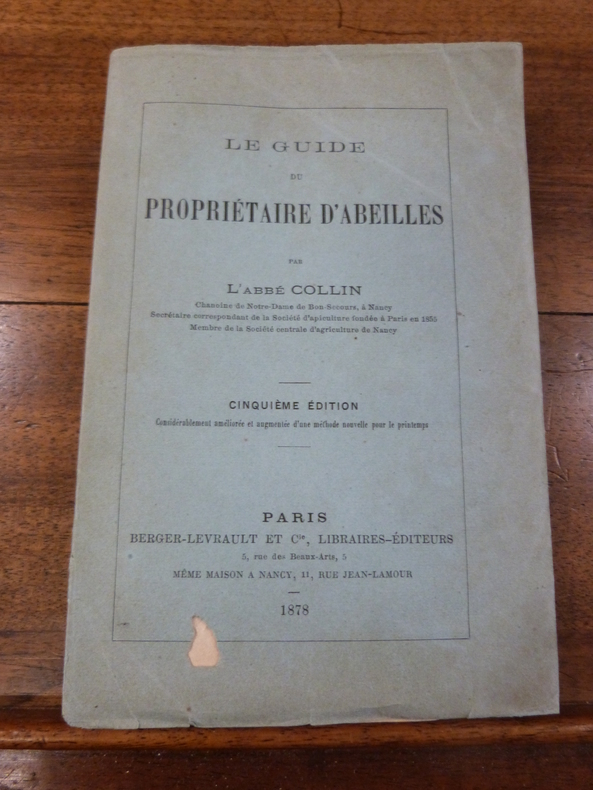 LE GUIDE
DU
PROPRIÉTAIRE D'ABEILLES
PAR
L'ABBÉ COLLIN
Chanoine de Notre-Dame de Bon-Secours, à Nancy
Secrétaire correspondant de la Société d'apiculture fondée à Paris en 1855
Membre de la Société centrale d'agriculture de Nancy
CINQUIÈME ÉDITION
Considérablement améliorée et augmentée d'une méthode nouvelle pour le printemps
PARIS
BERGER-LEVRAULT ET Cie, LIBRAIRES-ÉDITEURS
5, rue des Beaux-Arts, 5
MÊME MAISON A NANCY, 11, RUE JEAN-LAMOUR
1878